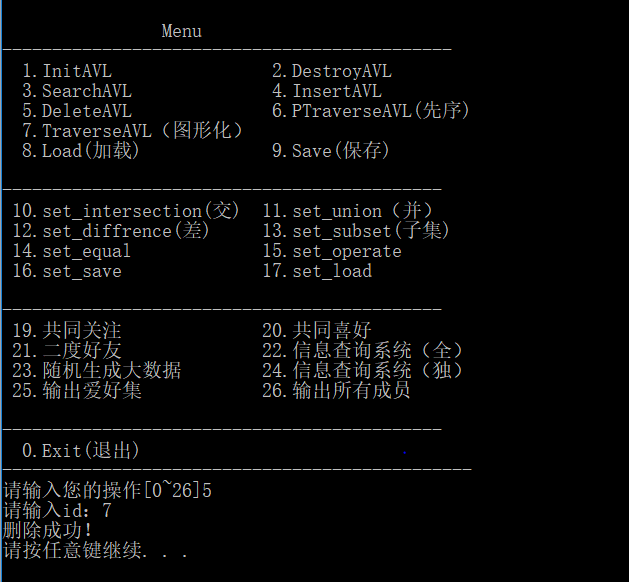 Menu
---------------------------------------------
1.InitAVL 2.DestroyAVL
3.SearchAVL 4.InsertAVL
5.DeleteAVL 6.PTraverseAVL(先序)
7.TraverseAVL（图形化）
8.Load(加载) 9.Save(保存)
--------------------------------------------
10.set_intersection(交) 11.set_union（并）
12.set_diffrence(差) 13.set_subset(子集)
14.set_equal 15.set_operate
16.set_save 17.set_load
--------------------------------------------
19.共同关注 20.共同喜好
21.二度好友 22.信息查询系统（全）
23.随机生成大数据 24.信息查询系统（独）
25.输出爱好集 26.输出所有成员
--------------------------------------------
0.Exit(退出)
-----------------------------------------------
请输入您的操作[0~26]5
请输入id：7
删除成功！
请按任意键继续. . .